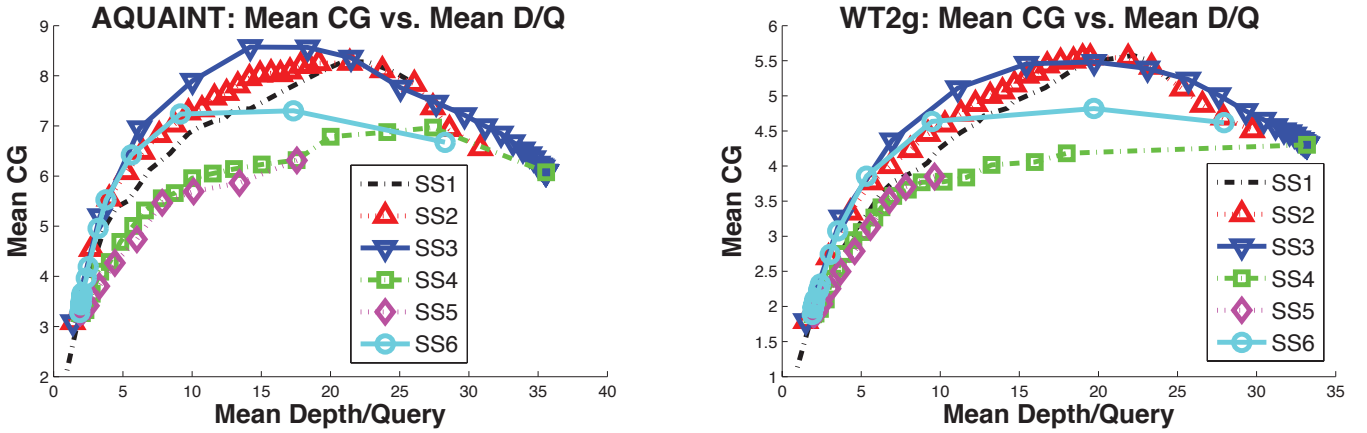 AQUAINT: Mean CG vs. Mean D/Q
Mean CG
9
8
7
6
5
4
3
2
0
5
10
15
20
25
30
35
40
Mean Depth/Query
SS1
SS2
SS3
SS4
SS5
SS6
WT2g: Mean CG vs. Mean D/Q
Mean CG
6
5.5
5
4.5
4
3.5
3
2.5
2
1.5
1
0
5
10
15
20
25
30
35
Mean Depth/Query
SS1
SS2
SS3
SS4
SS5
SS6